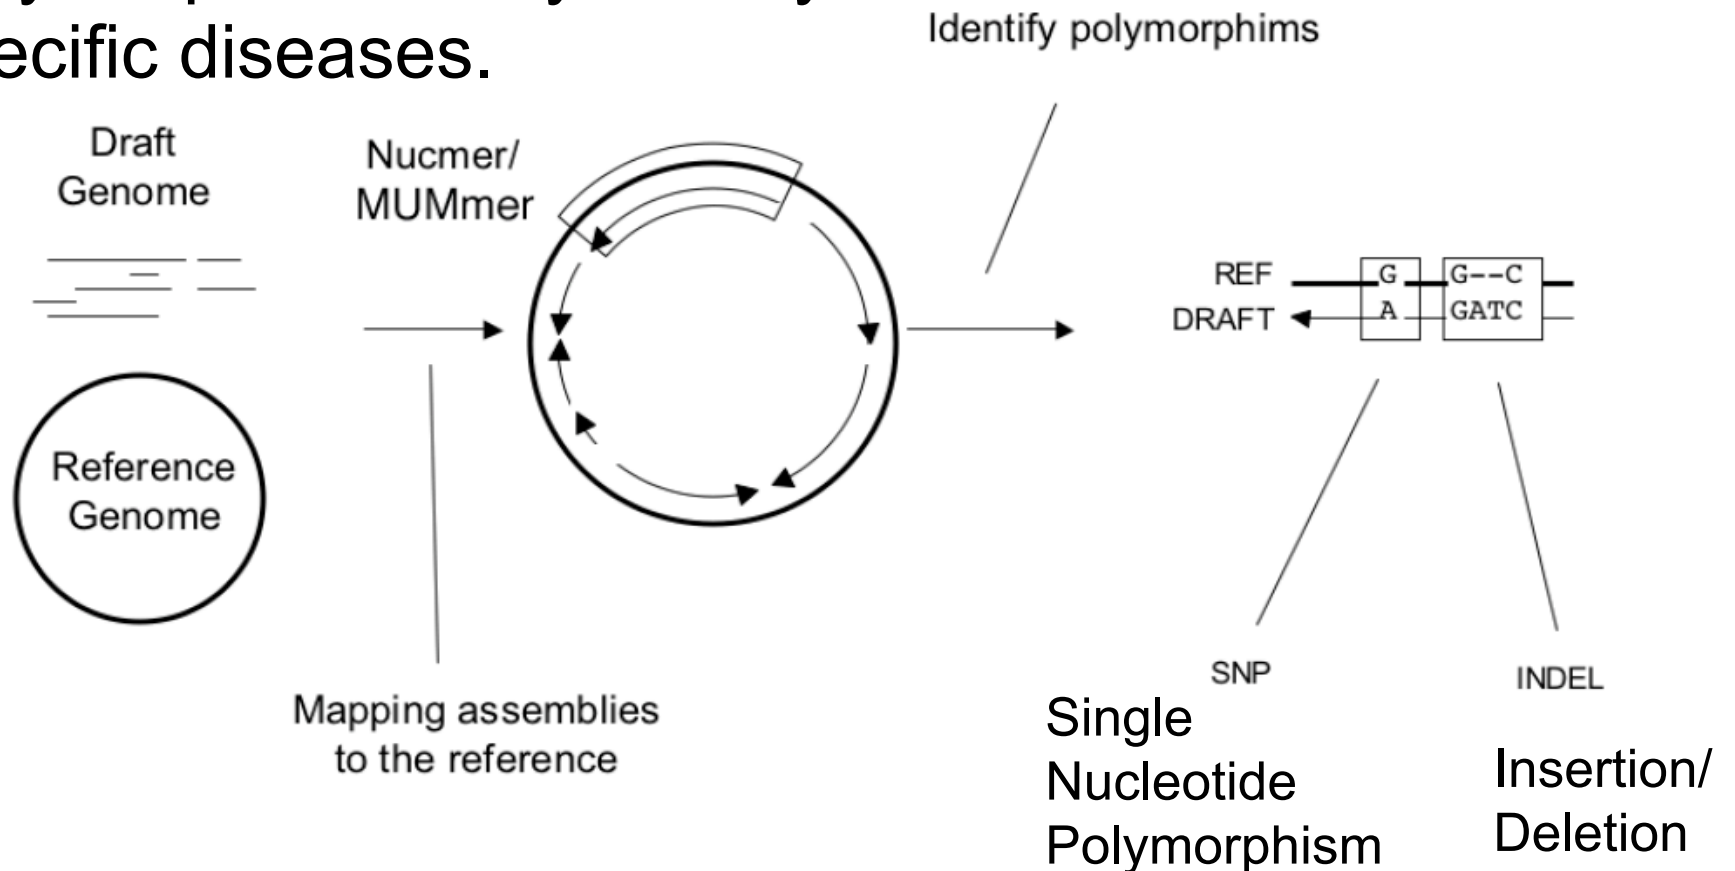 ecific diseases.
Identify polymorphims
Draft
Genome
Nucmer/
MUMmer
REF
G
G--C
DRAFT
A
GATC
Reference
Genome
Mapping assemblies
to the reference
SNP
INDEL
Single
Nucleotide
Polymorphism
Insertion/
Deletion